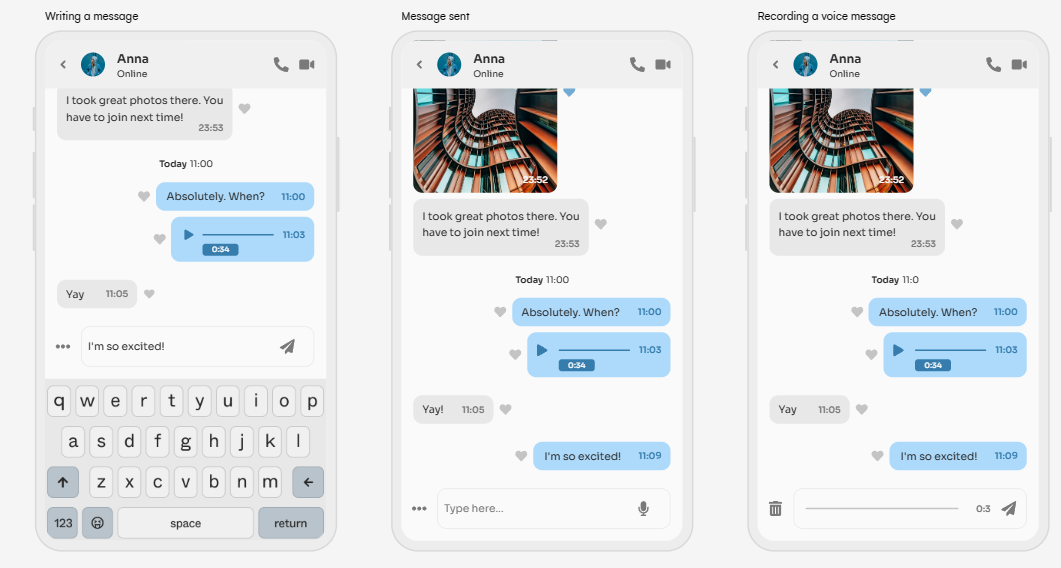 Writing a message
Anna
Online
I took great photos there. You
have to join next time!
23:53
Today 11:00
Absolutely. When? 11:00
11:03
0:34
Yay 11:05
I'm so excited!
q w e r t y u i o p
a s d f g h j k l
z x c v b n m
123 space return
Message sent
Anna
Online
23:52
I took great photos there. You
have to join next time!
23:53
Today 11:00
Absolutely. When? 11:00
11:03
0:34
Yay! 11:05
I'm so excited! 11:09
Type here...
Recording a voice message
Anna
Online
23:52
I took great photos there. You
have to join next time!
23:53
Today 11:0
Absolutely. When? 11:00
11:03
0:34
Yay 11:05
I'm so excited! 11:09
0:3